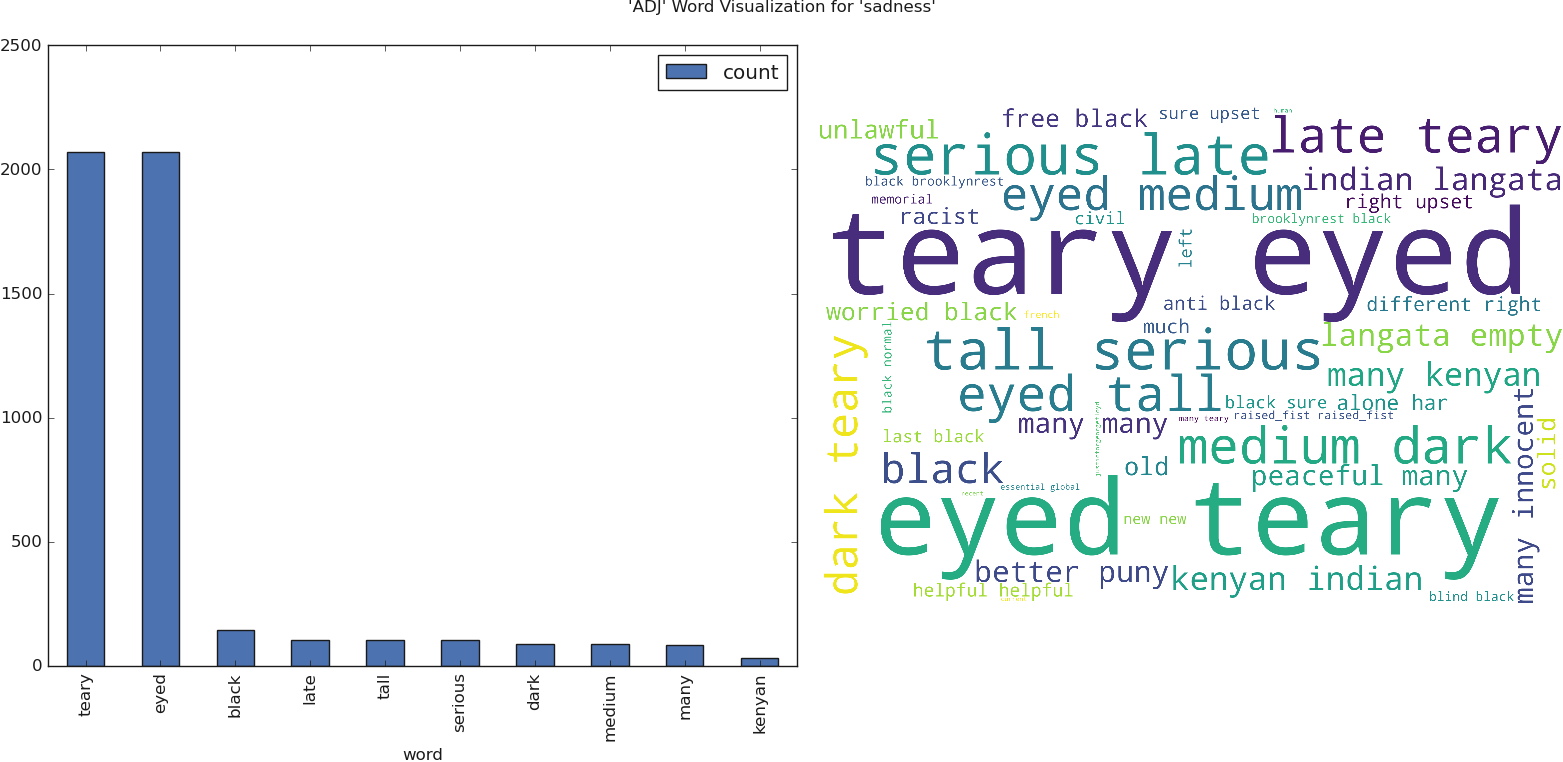 'ADJ' Word Visualization for 'sadness'
2500
2000
1500
1000
500
0
count
teary
eyed
black
late
tall
serious
dark
medium
many
kenyan
word
free black
sure upset
human
unlawful
serious late
late teary
black brooklynrest
eyed medium
indian langata
memorial
right upset
racist
civil
brooklynrest black
teary eyed
left
anti black
different right
worried black
french
much
black normal
tall serious
langata empty
many kenyan
eyed tall
black sure
alone har
dark teary
many many
many teary
raised_fist raised_fist
last black
medium dark
many innocent
solid
black
old
peaceful many
essential global
recent
eyed teary
new new
better puny
kenyan indian
helpful helpful
blind black